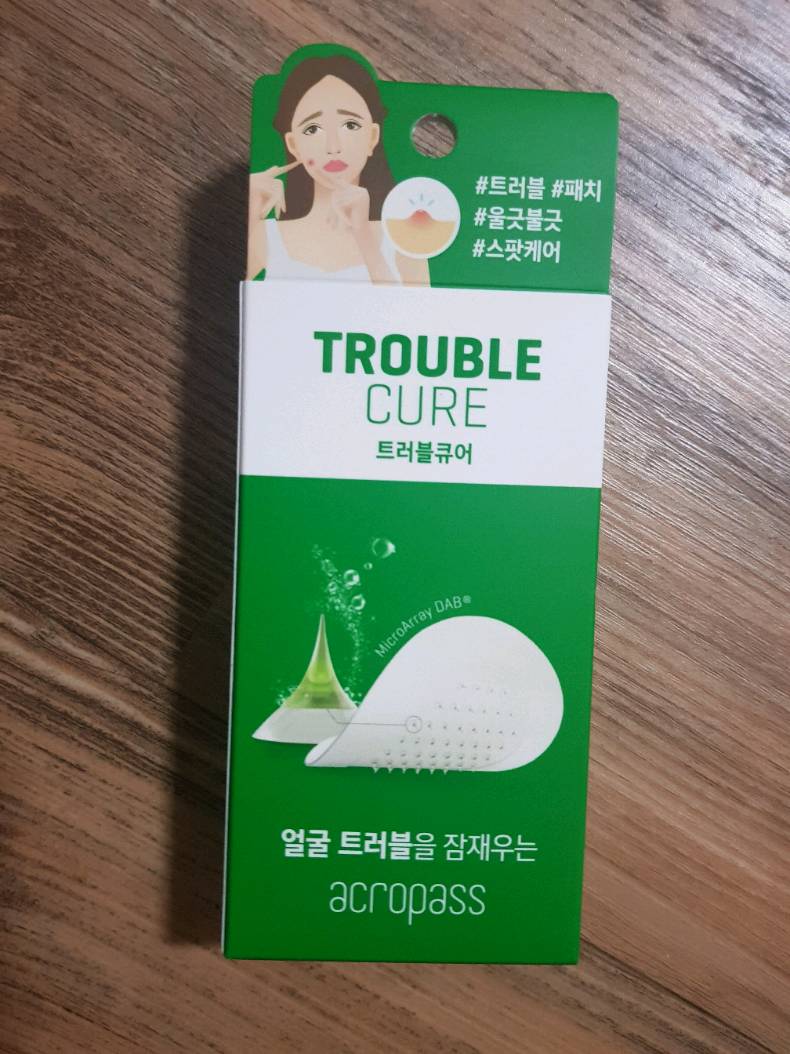 #트러블 #패치
#울긋불긋
#스팟케어
TROUBLE
CURE
트러블큐어
MicroArray DAB®
얼굴 트러블을 잠재우는
acropass